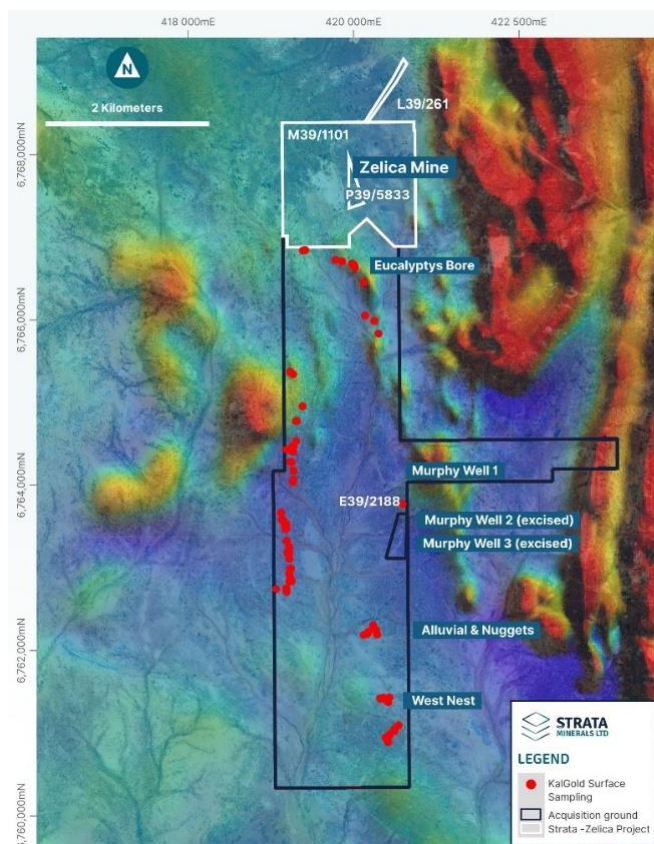 418 000mE
420 000mE
422 500mE
N
2 Kilometers
L39/261
M39/1101
6,768,000mN
Zelica Mine
P39/5833
Eucalyptys Bore
6,766,000mN
Murphy Well 1
6,764,000mN
E39/2188
Murphy Well 2 (excised)
Murphy Well 3 (excised)
Alluvial & Nuggets
6,762,000mN
West Nest
6,760,000mN
STRATA
MINERALS LTD
LEGEND
KalGold Surface
Sampling
Acquisition ground
Strata -Zelica Project